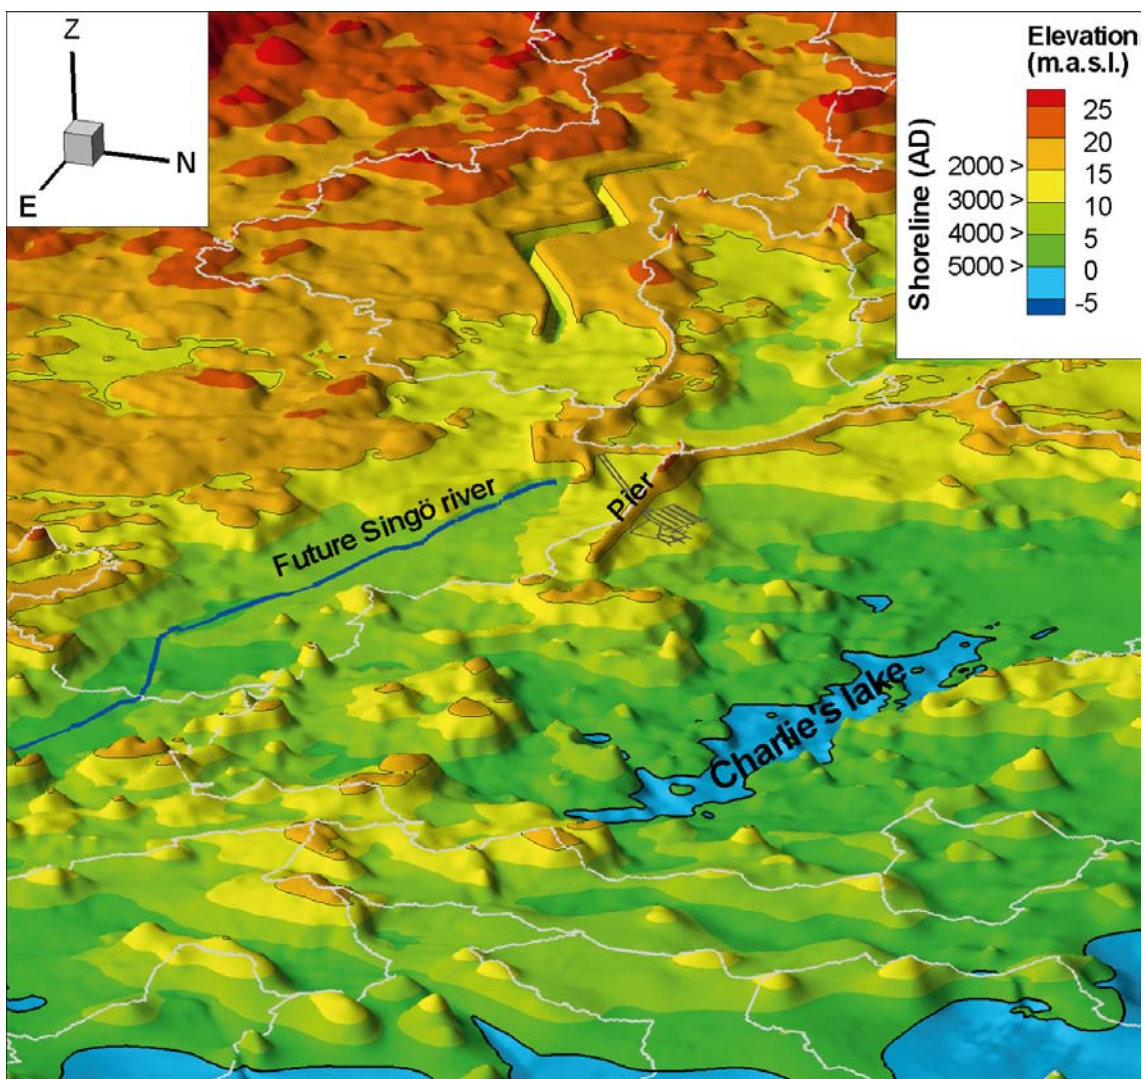 Z
N
E
Elevation
(m.a.s.l.)
Shoreline (AD)
25
20
2000 >
15
3000 >
10
4000 >
5
5000 >
0
-5
Future Singö river
Pier
Charlie's lake